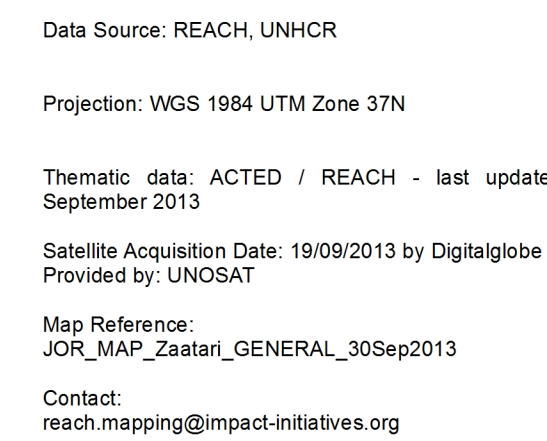 Data Source: REACH, UNHCR
Projection: WGS 1984 UTM Zone 37N
Thematic data: ACTED / REACH - last update
September 2013
Satellite Acquisition Date: 19/09/2013 by Digitalglobe
Provided by: UNOSAT
Map Reference:
JOR_MAP_Zaatari_GENERAL_30Sep2013
Contact:
reach.mapping@impact-initiatives.org